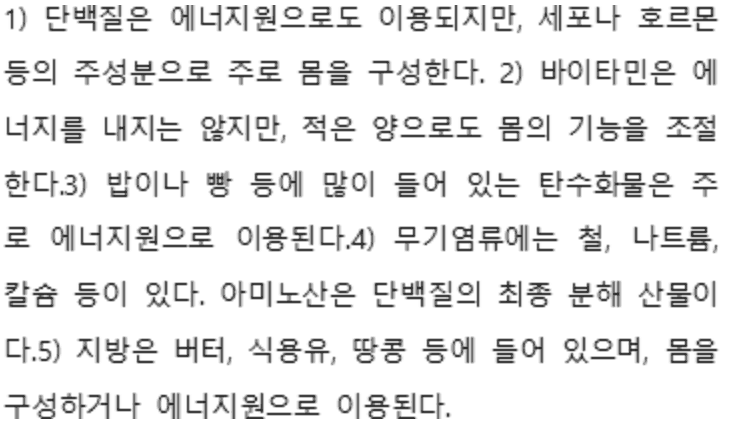 1) 단백질은 에너지원으로도 이용되지만, 세포나 호르몬
등의 주성분으로 주로 몸을 구성한다. 2) 바이타민은 에
너지를 내지는 않지만, 적은 양으로도 몸의 기능을 조절
한다.3) 밥이나 빵 등에 많이 들어 있는 탄수화물은 주
로 에너지원으로 이용된다.4) 무기염류에는 철, 나트륨,
칼슘 등이 있다. 아미노산은 단백질의 최종 분해 산물이
다.5) 지방은 버터, 식용유, 땅콩 등에 들어 있으며, 몸을
구성하거나 에너지원으로 이용된다.